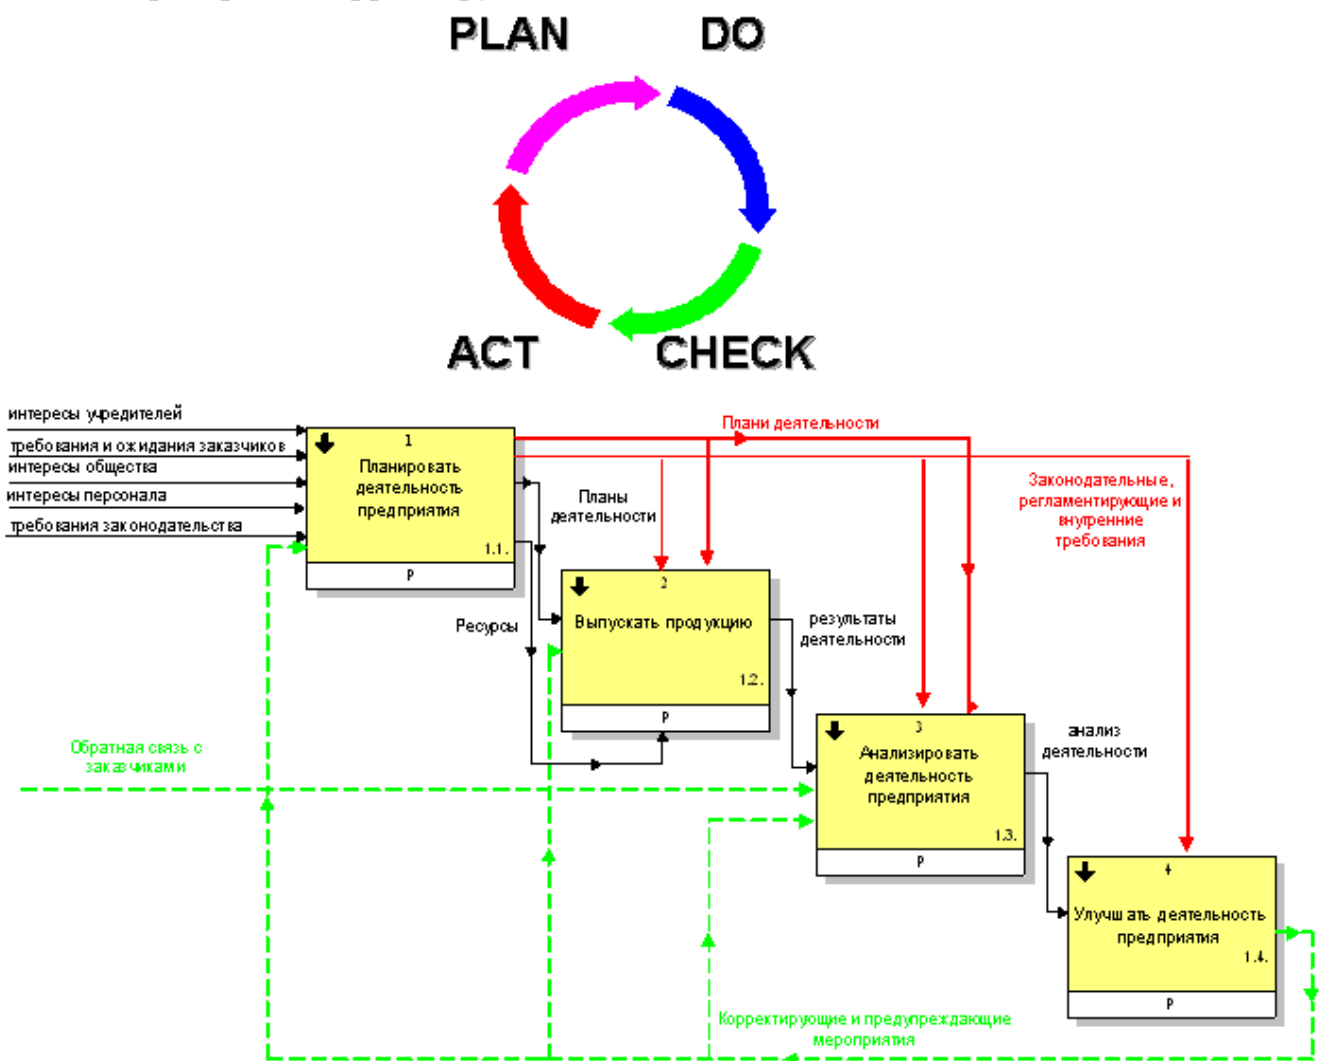 PLAN DO
ACT CHECK
интересы учредителей
требования и ожидания заказчиков
интересы общества
интересы персонала
требования законодательства
1
Планировать
деятельность
предприятия
1.1.
P
Плани деятельности
Законодательные,
регламентирующие и
внутренние
требования
Планы
деятельности
Ресурсы
2
Выпускать продукцию
1.2.
P
результаты
деятельности
Обратная связь с
заказчиками
3
Анализировать
деятельность
предприятия
1.3.
P
анализ
деятельности
4
Улучшать деятельность
предприятия
1.4.
P
Корректирующие и предупреждающие
мероприятия